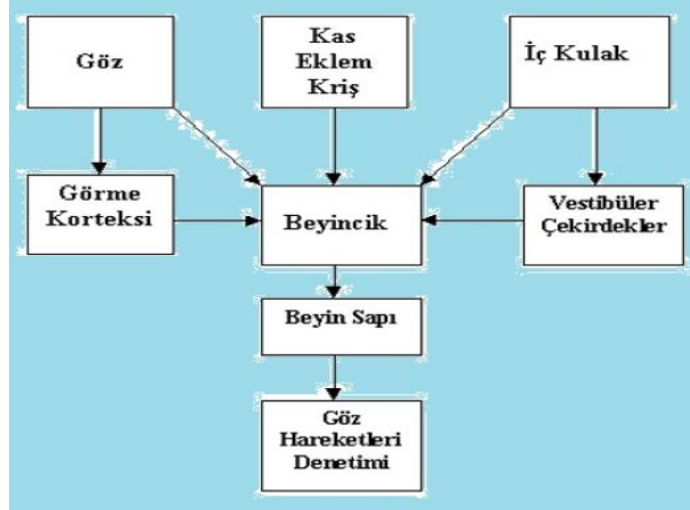 Göz
Kas
Eklem
Kriş
İç Kulak
Görme
Korteksi
Beyincik
Vestibüler
Çekirdekler
Beyin Sapı
Göz
Hareketleri
Denetimi